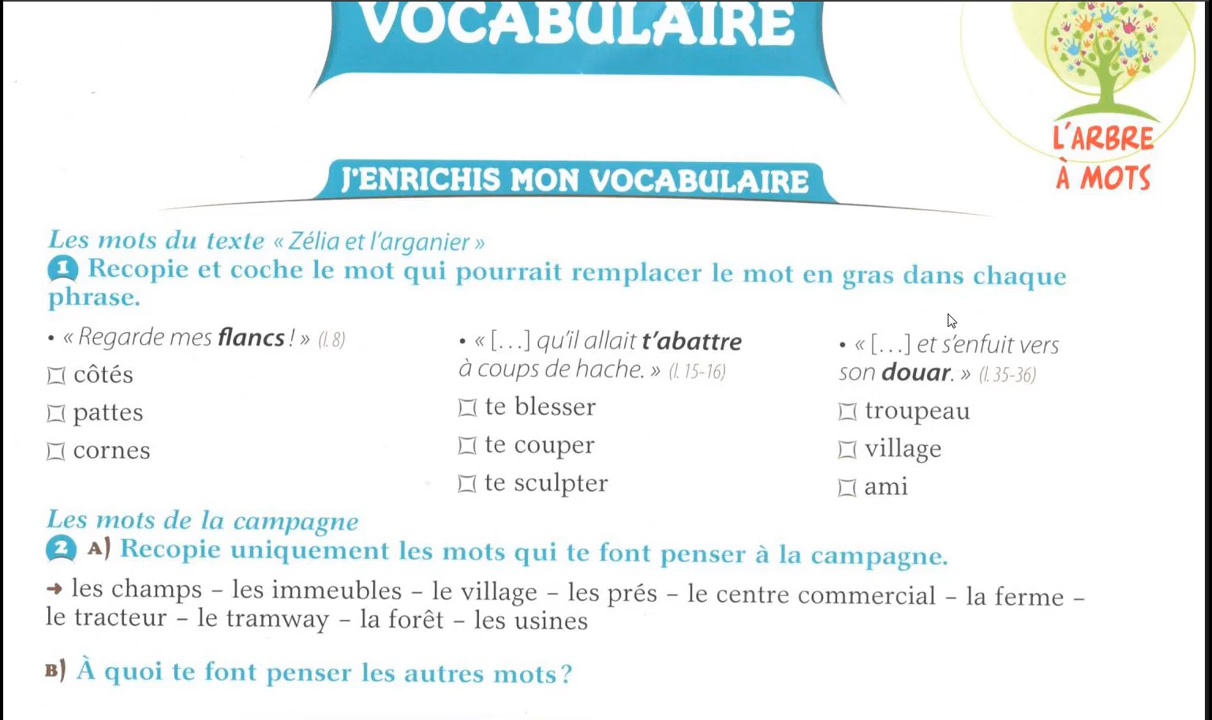 VOCABULAIRE
L'ARBRE
À MOTS
J'ENRICHIS MON VOCABULAIRE
Les mots du texte « Zélia et l'arganier »
1 Recopie et coche le mot qui pourrait remplacer le mot en gras dans chaque
phrase.
• « Regarde mes flancs ! » (l. 8)
côtés
pattes
cornes
• « [...] qu'il allait t'abattre
à coups de hache. » (l. 15-16)
te blesser
te couper
te sculpter
• « [...] et s'enfuit vers
son douar. » (l. 35-36)
troupeau
village
ami
Les mots de la campagne
2 A) Recopie uniquement les mots qui te font penser à la campagne.
➜ les champs – les immeubles – le village – les prés – le centre commercial – la ferme –
le tracteur – le tramway – la forêt – les usines
B) À quoi te font penser les autres mots ?